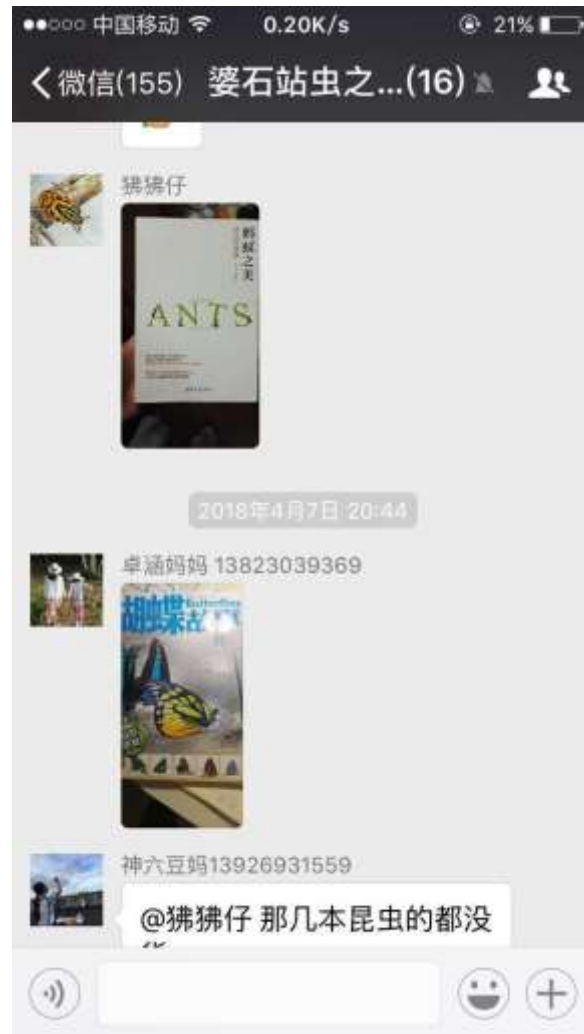 中国移动 0.20K/s 21%
微信(155) 婆石站虫之...(16)
狒狒仔
蚂蚁之美
ANTS
2018年4月7日 20:44
卓涵妈妈 13823039369
胡蝶
Butterflies
神六豆妈13926931559
@狒狒仔 那几本昆虫的都没